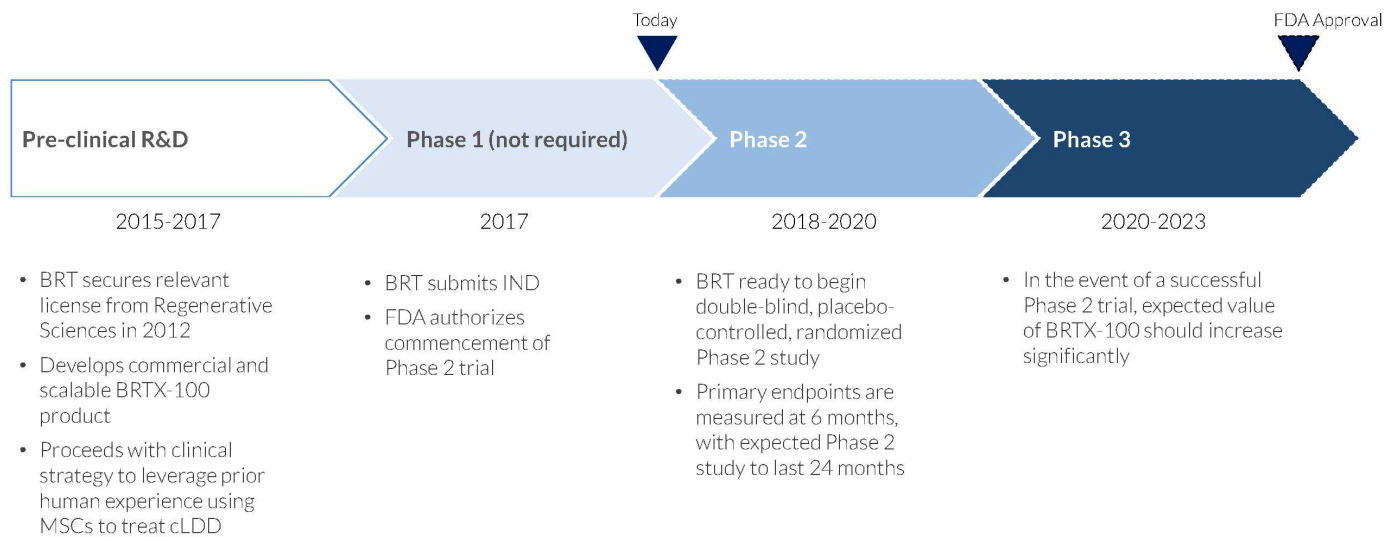 Today
FDA Approval
Pre-clinical R&D
Phase 1 (not required)
Phase 2
Phase 3
2015-2017
2017
2018-2020
2020-2023
• BRT secures relevant
license from Regenerative
Sciences in 2012
• Develops commercial and
scalable BRTX-100
product
• Proceeds with clinical
strategy to leverage prior
human experience using
MSCs to treat cLDD
• BRT submits IND
• FDA authorizes
commencement of
Phase 2 trial
• BRT ready to begin
double-blind, placebo-
controlled, randomized
Phase 2 study
• Primary endpoints are
measured at 6 months,
with expected Phase 2
study to last 24 months
• In the event of a successful
Phase 2 trial, expected value
of BRTX-100 should increase
significantly